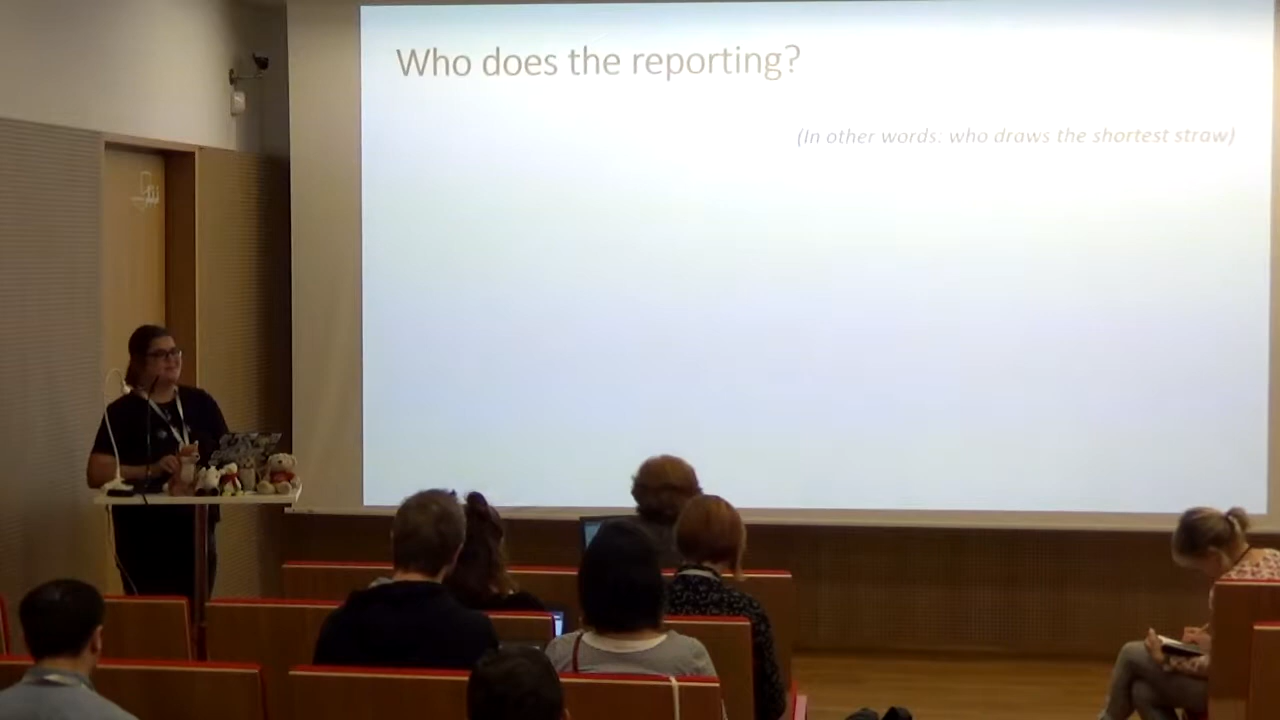 Who does the reporting?
(In other words: who draws the shortest straw)